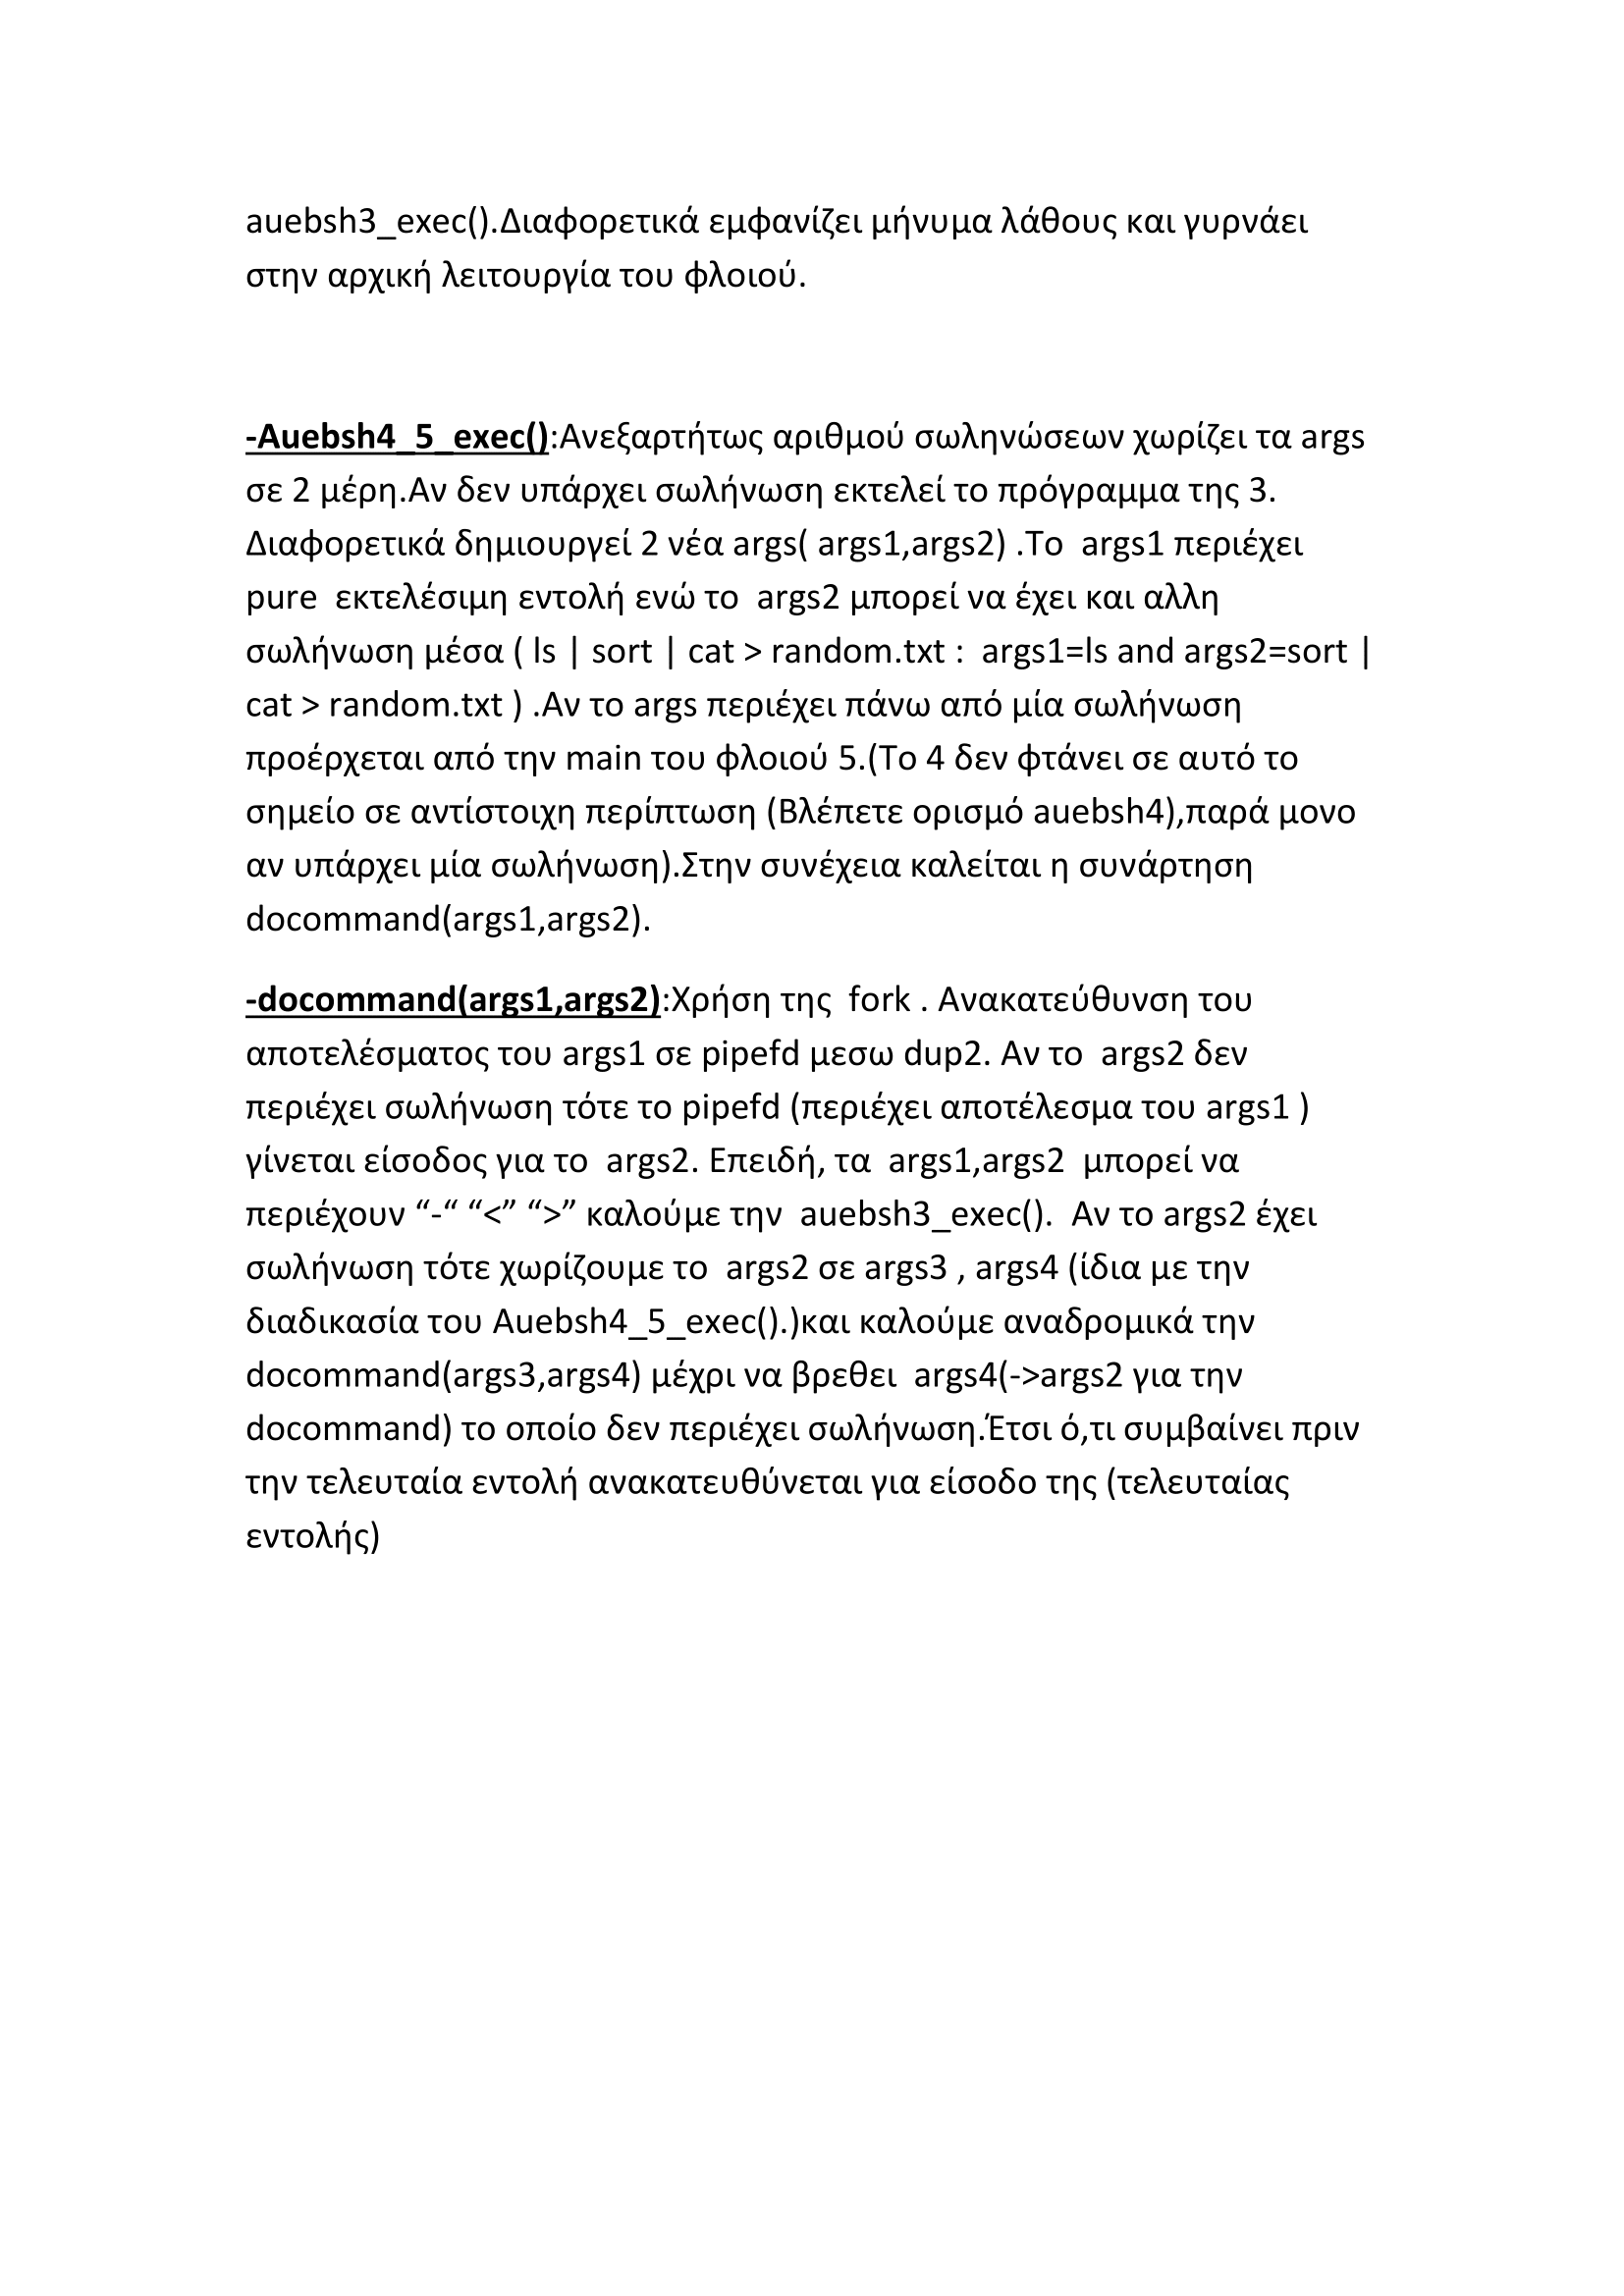 auebsh3_exec().Διαφορετικά εμφανίζει μήνυμα λάθους και γυρνάει
στην αρχική λειτουργία του φλοιού.
-Auebsh4_5_exec():Ανεξαρτήτως αριθμού σωληνώσεων χωρίζει τα args
σε 2 μέρη.Αν δεν υπάρχει σωλήνωση εκτελεί το πρόγραμμα της 3.
Διαφορετικά δημιουργεί 2 νέα args( args1,args2) .Το  args1 περιέχει
pure  εκτελέσιμη εντολή ενώ το  args2 μπορεί να έχει και αλλη
σωλήνωση μέσα ( ls | sort | cat > random.txt :  args1=ls and args2=sort |
cat > random.txt ) .Αν το args περιέχει πάνω από μία σωλήνωση
προέρχεται από την main του φλοιού 5.(Το 4 δεν φτάνει σε αυτό το
σημείο σε αντίστοιχη περίπτωση (Βλέπετε ορισμό auebsh4),παρά μονο
αν υπάρχει μία σωλήνωση).Στην συνέχεια καλείται η συνάρτηση
docommand(args1,args2).
-docommand(args1,args2):Χρήση της  fork . Ανακατεύθυνση του
αποτελέσματος του args1 σε pipefd μεσω dup2. Αν το  args2 δεν
περιέχει σωλήνωση τότε το pipefd (περιέχει αποτέλεσμα του args1 )
γίνεται είσοδος για το  args2. Επειδή, τα  args1,args2  μπορεί να
περιέχουν “-“ “<” “>” καλούμε την  auebsh3_exec().  Αν το args2 έχει
σωλήνωση τότε χωρίζουμε το  args2 σε args3 , args4 (ίδια με την
διαδικασία του Auebsh4_5_exec().)και καλούμε αναδρομικά την
docommand(args3,args4) μέχρι να βρεθει  args4(->args2 για την
docommand) το οποίο δεν περιέχει σωλήνωση.Έτσι ό,τι συμβαίνει πριν
την τελευταία εντολή ανακατευθύνεται για είσοδο της (τελευταίας
εντολής)